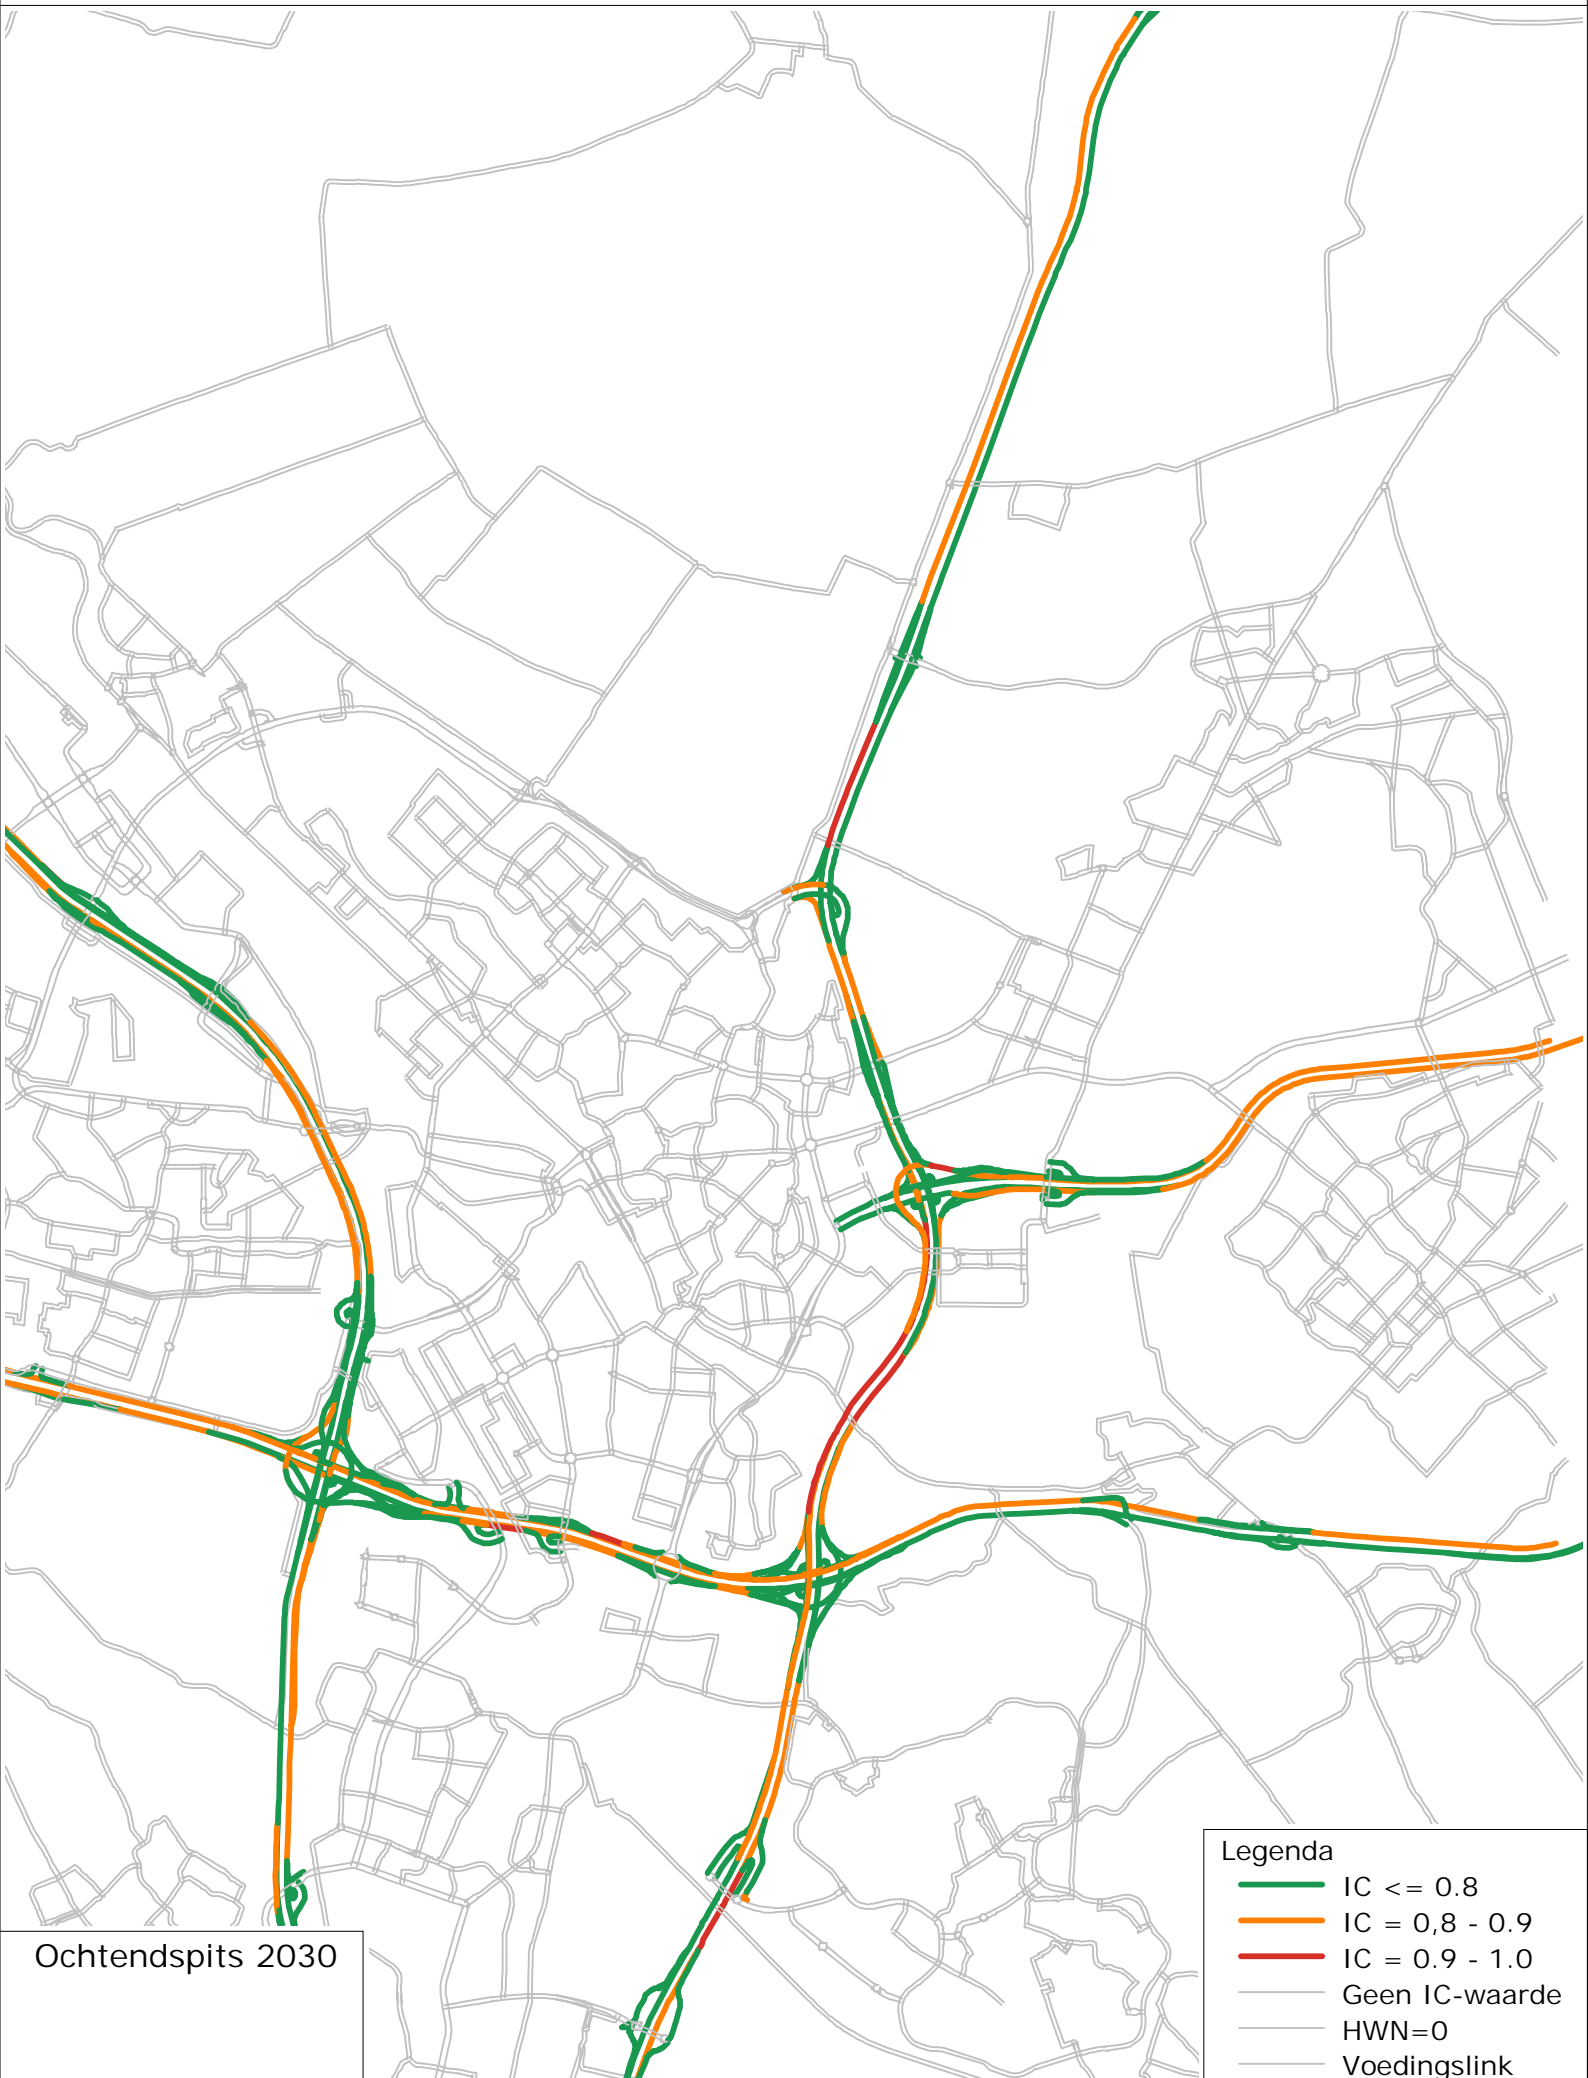 Legenda
IC <= 0.8
IC = 0,8 - 0.9
IC = 0.9 - 1.0
Geen IC-waarde
HWN=0
Voedingslink
Ochtendspits 2030